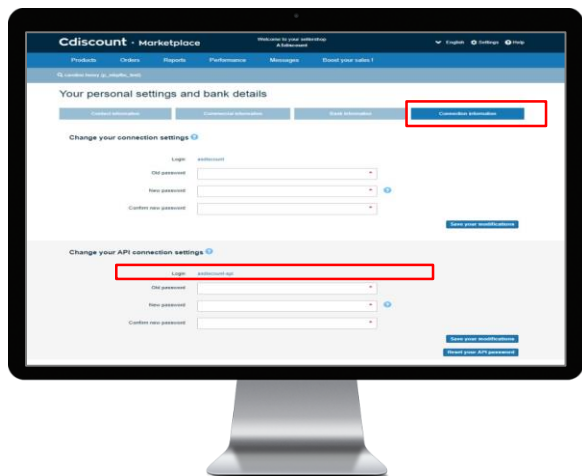 Cdiscount - Marketplace
Welcome to your sellershop
A3discount
English Settings Help
Products Orders Reports Performance Messages Boost your sales !
Your personal settings and bank details
Contact information Commercial information Bank information Connection information
Change your connection settings ?
Login
Old password *
New password * ?
Confirm new password *
Save your modifications
Change your API connection settings ?
Login
Old password *
New password * ?
Confirm new password *
Save your modifications
Reset your API password